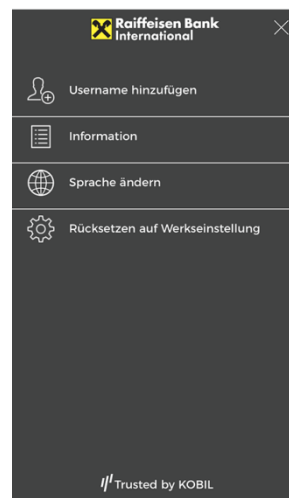 Raiffeisen Bank
International
Username hinzufügen
Information
Sprache ändern
Rücksetzen auf Werkseinstellung
Trusted by KOBIL